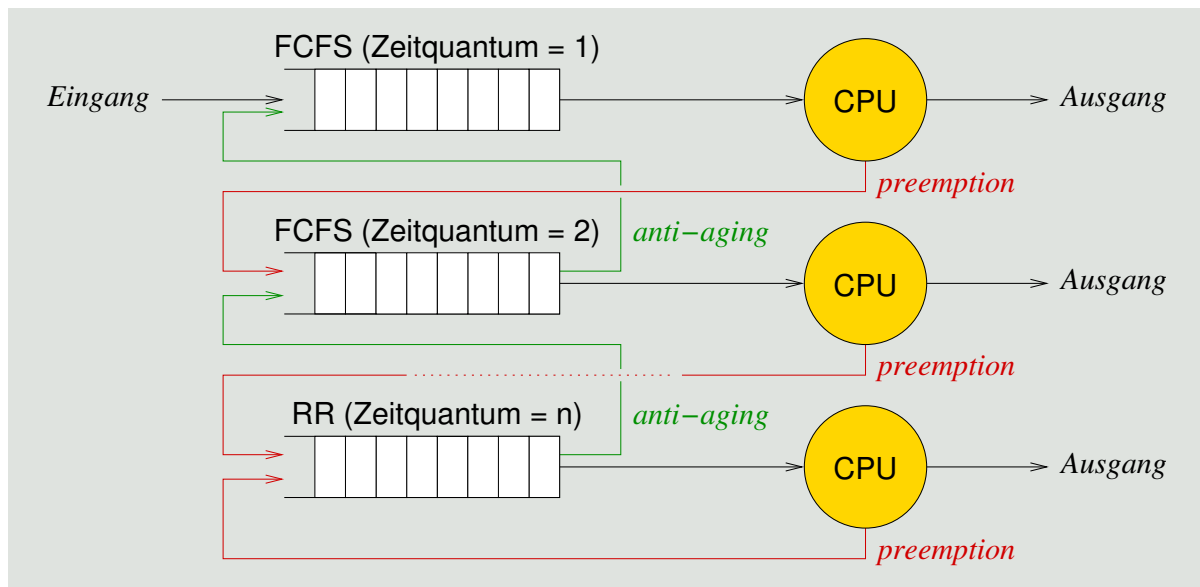 FCFS (Zeitquantum = 1)
Eingang
CPU
Ausgang
preemption
FCFS (Zeitquantum = 2)
anti−aging
CPU
Ausgang
preemption
RR (Zeitquantum = n)
anti−aging
CPU
Ausgang
preemption